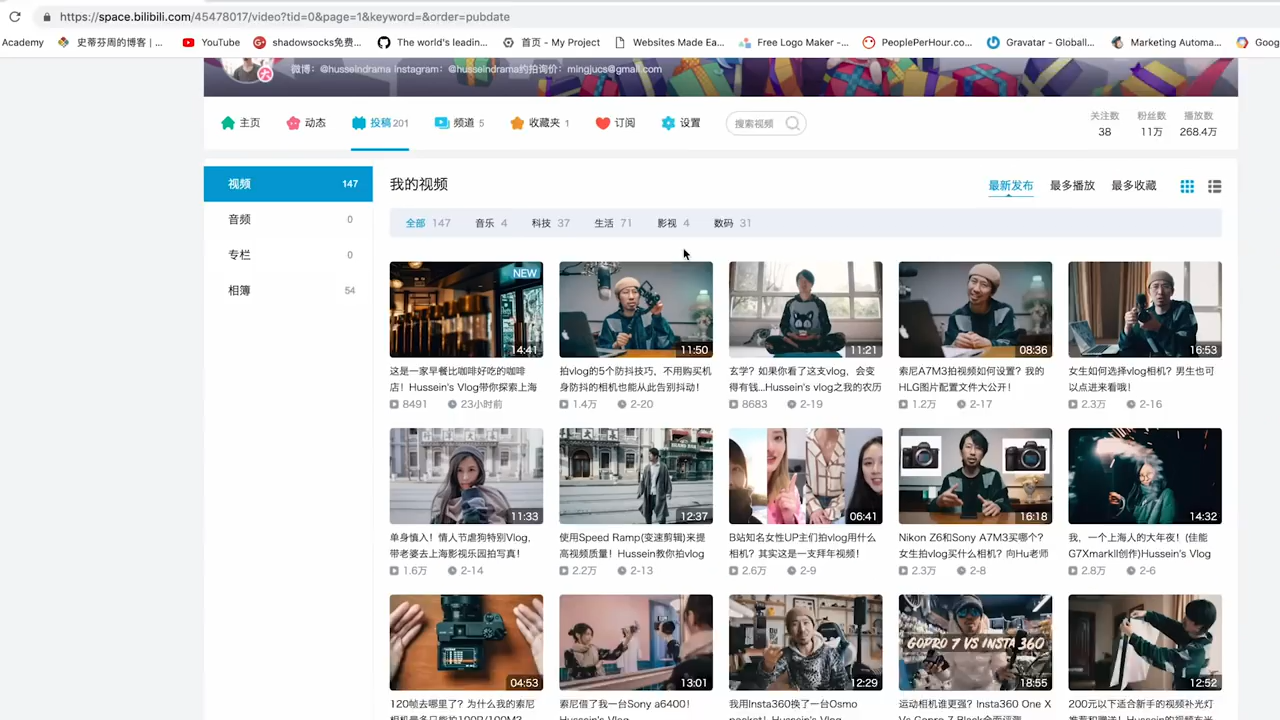 https://space.bilibili.com/45478017/video?tid=0&page=1&keyword=&order=pubdate
Academy 史蒂芬周的博客 | ... YouTube shadowsocks免费... The world's leadin... 首页 - My Project Websites Made Ea... Free Logo Maker -... PeoplePerHour.co... Gravatar - Globall... Marketing Automa... Goog
微博：@husseindrama instagram：@husseindrama约拍询价：mingjucs@gmail.com
主页 动态 投稿 201 频道 5 收藏夹 1 订阅 设置 搜索视频
关注数 粉丝数 播放数
38 11万 268.4万
视频 147
音频 0
专栏 0
相簿 54
我的视频 最新发布 最多播放 最多收藏
全部 147 音乐 4 科技 37 生活 71 影视 4 数码 31
NEW
14:41 11:50 11:21 08:36 16:53
这是一家早餐比咖啡好吃的咖啡
店！Hussein's Vlog带你探索上海
8491 23小时前
拍vlog的5个防抖技巧，不用购买机
身防抖的相机也能从此告别抖动！
1.4万 2-20
玄学？如果你看了这支vlog，会变
得有钱...Hussein's vlog之我的农历
8683 2-19
索尼A7M3拍视频如何设置？我的
HLG图片配置文件大公开！
1.2万 2-17
女生如何选择vlog相机？男生也可
以点进来看哦！
2.3万 2-16
11:33 12:37 06:41 16:18 14:32
单身慎入！情人节虐狗特别Vlog，
带老婆去上海影视乐园拍写真！
1.6万 2-14
使用Speed Ramp(变速剪辑)来提
高视频质量！Hussein教你拍vlog
2.2万 2-13
B站知名女性UP主们拍vlog用什么
相机？其实这是一支拜年视频！
2.6万 2-9
Nikon Z6和Sony A7M3买哪个？
女生拍vlog买什么相机？向Hu老师
2.3万 2-8
我，一个上海人的大年夜！(佳能
G7XmarkII创作)Hussein's Vlog
2.8万 2-6
GOPRO 7 VS INSTA 360
04:53 13:01 12:29 18:55 12:52
120帧去哪里了？为什么我的索尼
相机最多只能拍100P/100M?
索尼借了我一台Sony a6400！
Hussein's Vlog
我用Insta360换了一台Osmo
pocket！Hussein's Vlog
运动相机谁更强？Insta360 One X
Vs Gopro 7 Black全面评测
200元以下适合新手的视频补光灯